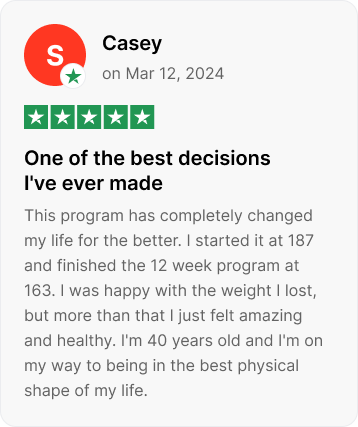 S
Casey
on Mar 12, 2024
One of the best decisions
I've ever made
This program has completely changed
my life for the better. I started it at 187
and finished the 12 week program at
163. I was happy with the weight I lost,
but more than that I just felt amazing
and healthy. I'm 40 years old and I'm on
my way to being in the best physical
shape of my life.